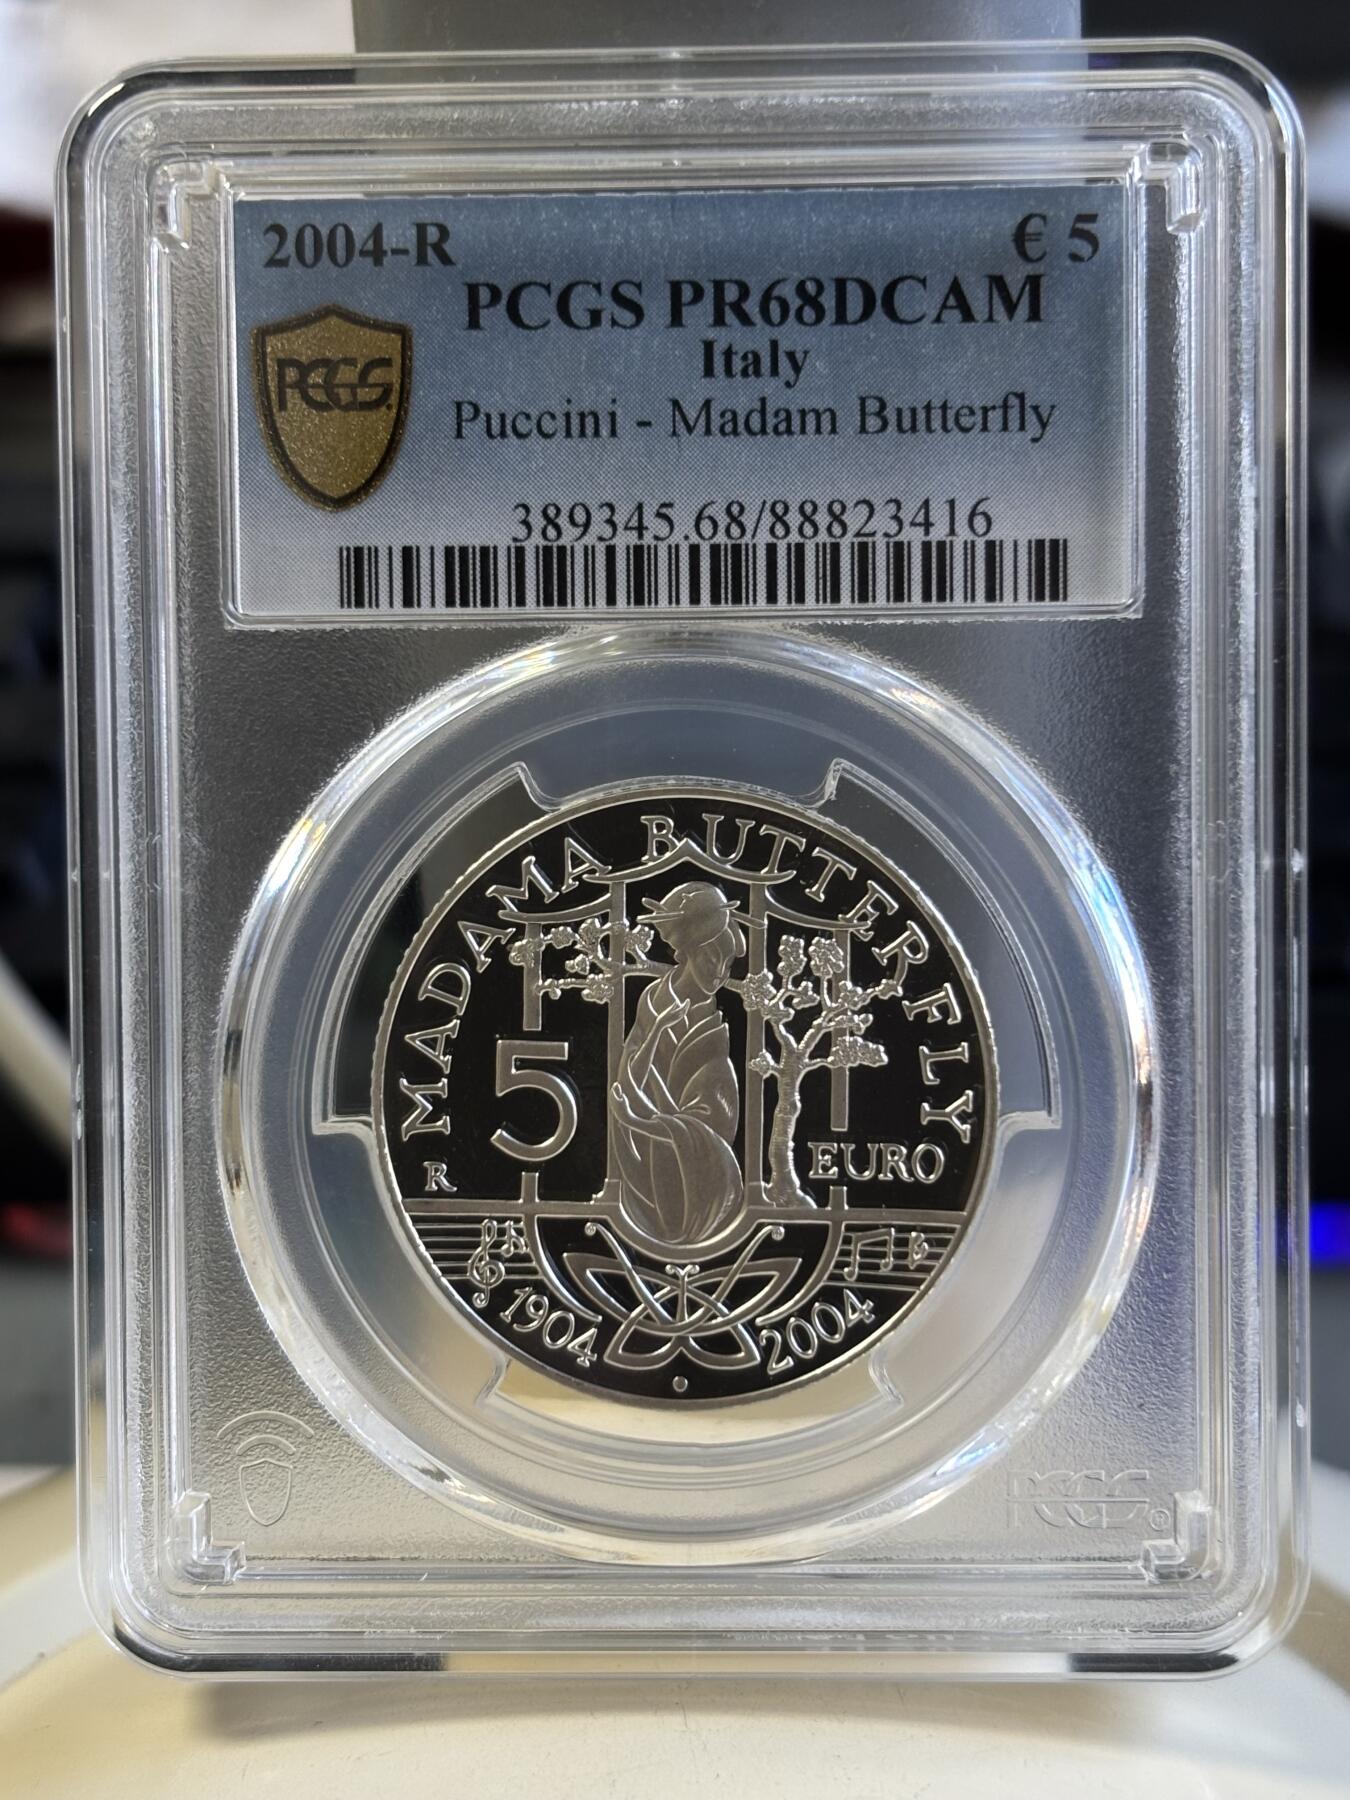 2004-R
€ 5
PCGS PR68DCAM
Italy
PCGS
Puccini - Madam Butterfly
389345.68/88823416
MADAMA BUTTERFLY
5
R
EURO
1904
2004
PCGS®